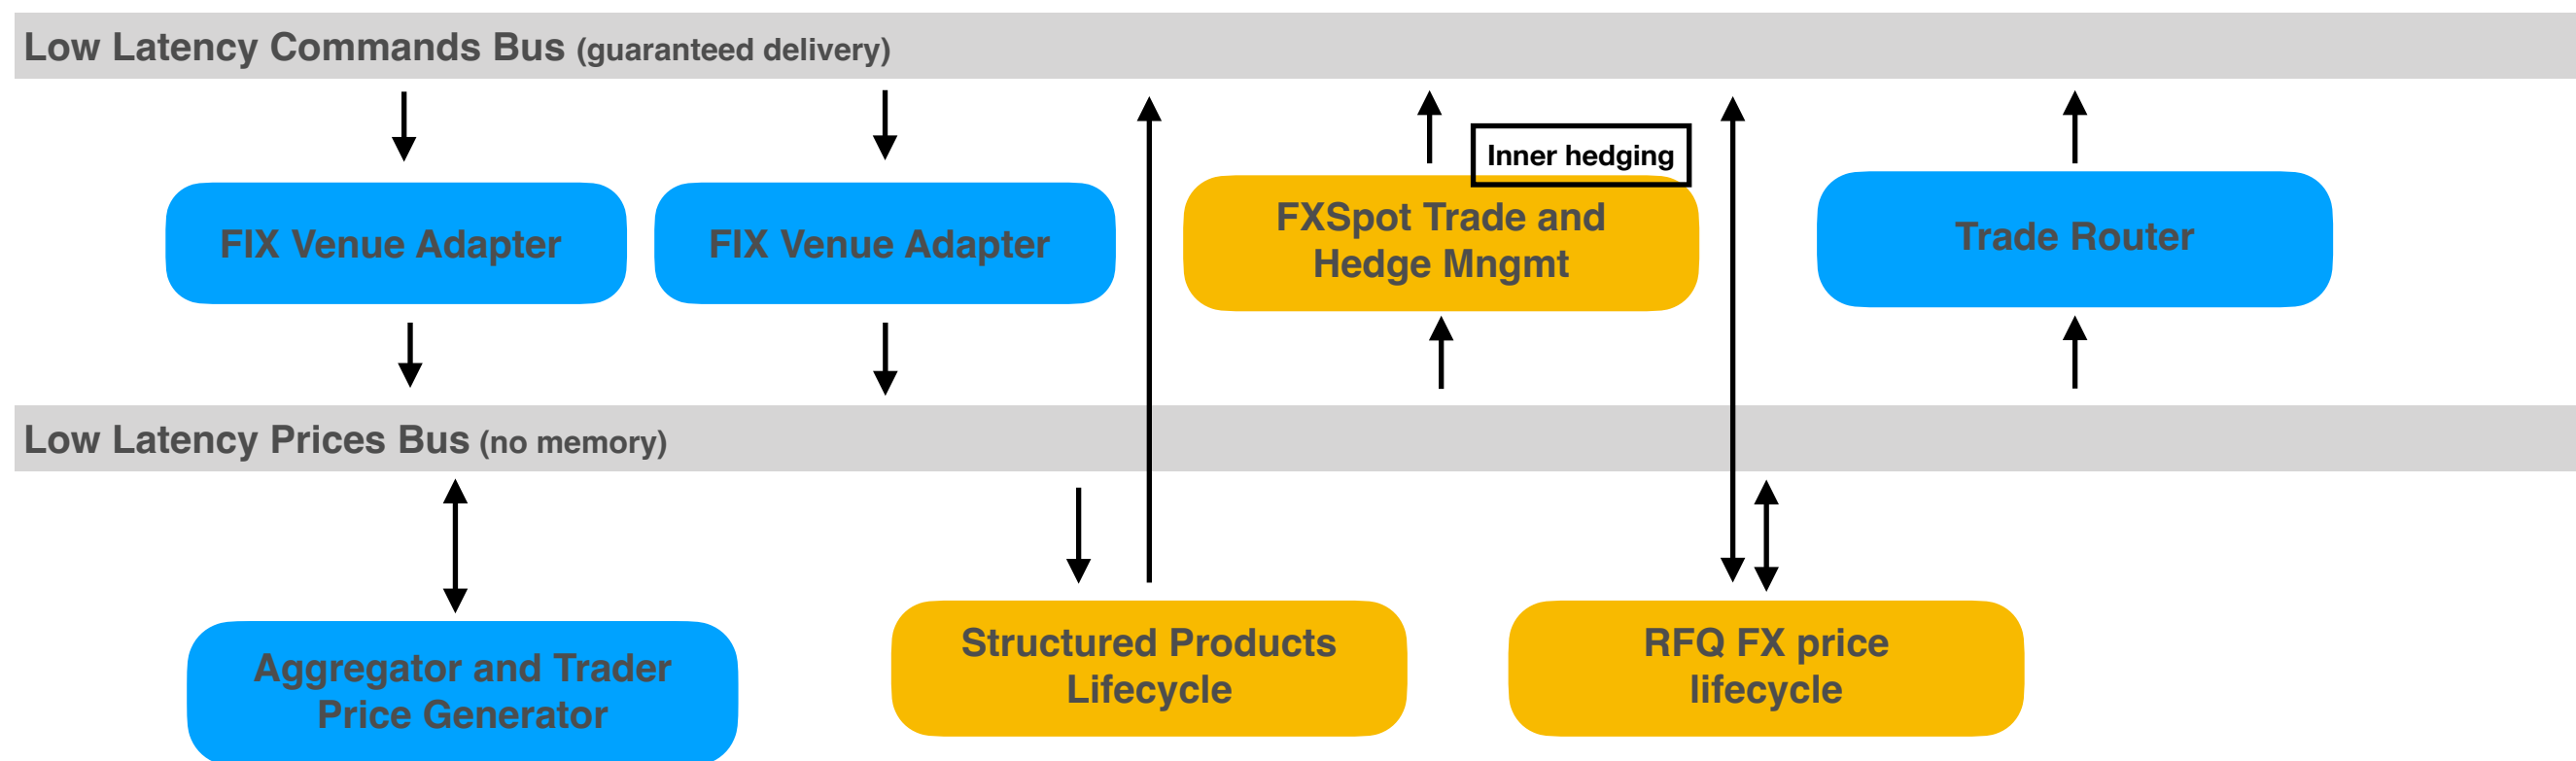 Low Latency Commands Bus (guaranteed delivery)
Inner hedging
FIX Venue Adapter
FIX Venue Adapter
FXSpot Trade and
Hedge Mngmt
Trade Router
Low Latency Prices Bus (no memory)
Aggregator and Trader
Price Generator
Structured Products
Lifecycle
RFQ FX price
lifecycle